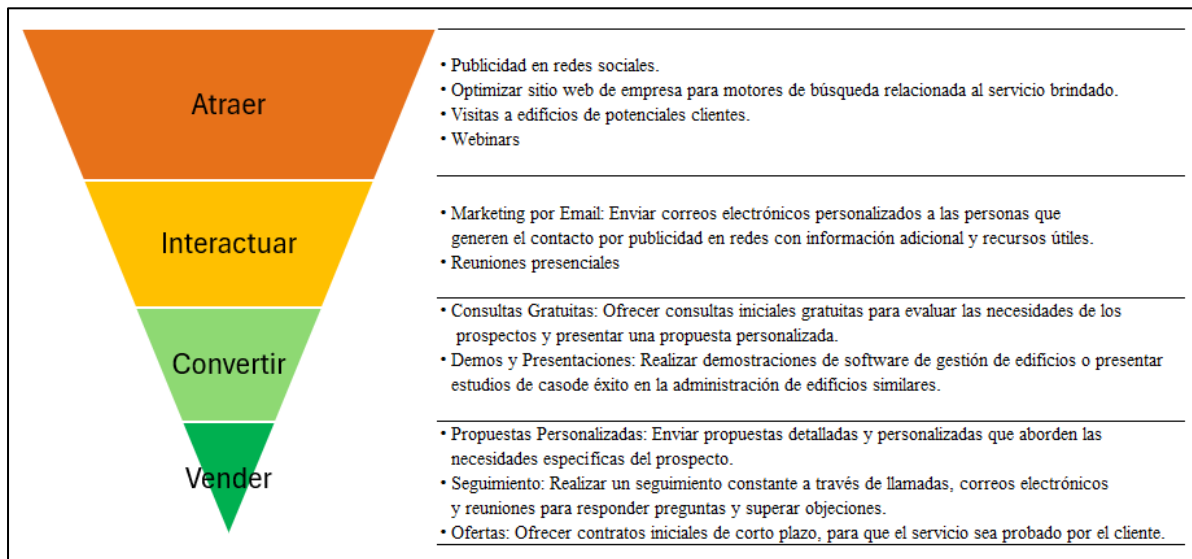 Atraer
• Publicidad en redes sociales.
• Optimizar sitio web de empresa para motores de búsqueda relacionada al servicio brindado.
• Visitas a edificios de potenciales clientes.
• Webinars
Interactuar
• Marketing por Email: Enviar correos electrónicos personalizados a las personas que
generen el contacto por publicidad en redes con información adicional y recursos útiles.
• Reuniones presenciales
Convertir
• Consultas Gratuitas: Ofrecer consultas iniciales gratuitas para evaluar las necesidades de los
prospectos y presentar una propuesta personalizada.
• Demos y Presentaciones: Realizar demostraciones de software de gestión de edificios o presentar
estudios de casode éxito en la administración de edificios similares.
Vender
• Propuestas Personalizadas: Enviar propuestas detalladas y personalizadas que aborden las
necesidades específicas del prospecto.
• Seguimiento: Realizar un seguimiento constante a través de llamadas, correos electrónicos
y reuniones para responder preguntas y superar objeciones.
• Ofertas: Ofrecer contratos iniciales de corto plazo, para que el servicio sea probado por el cliente.